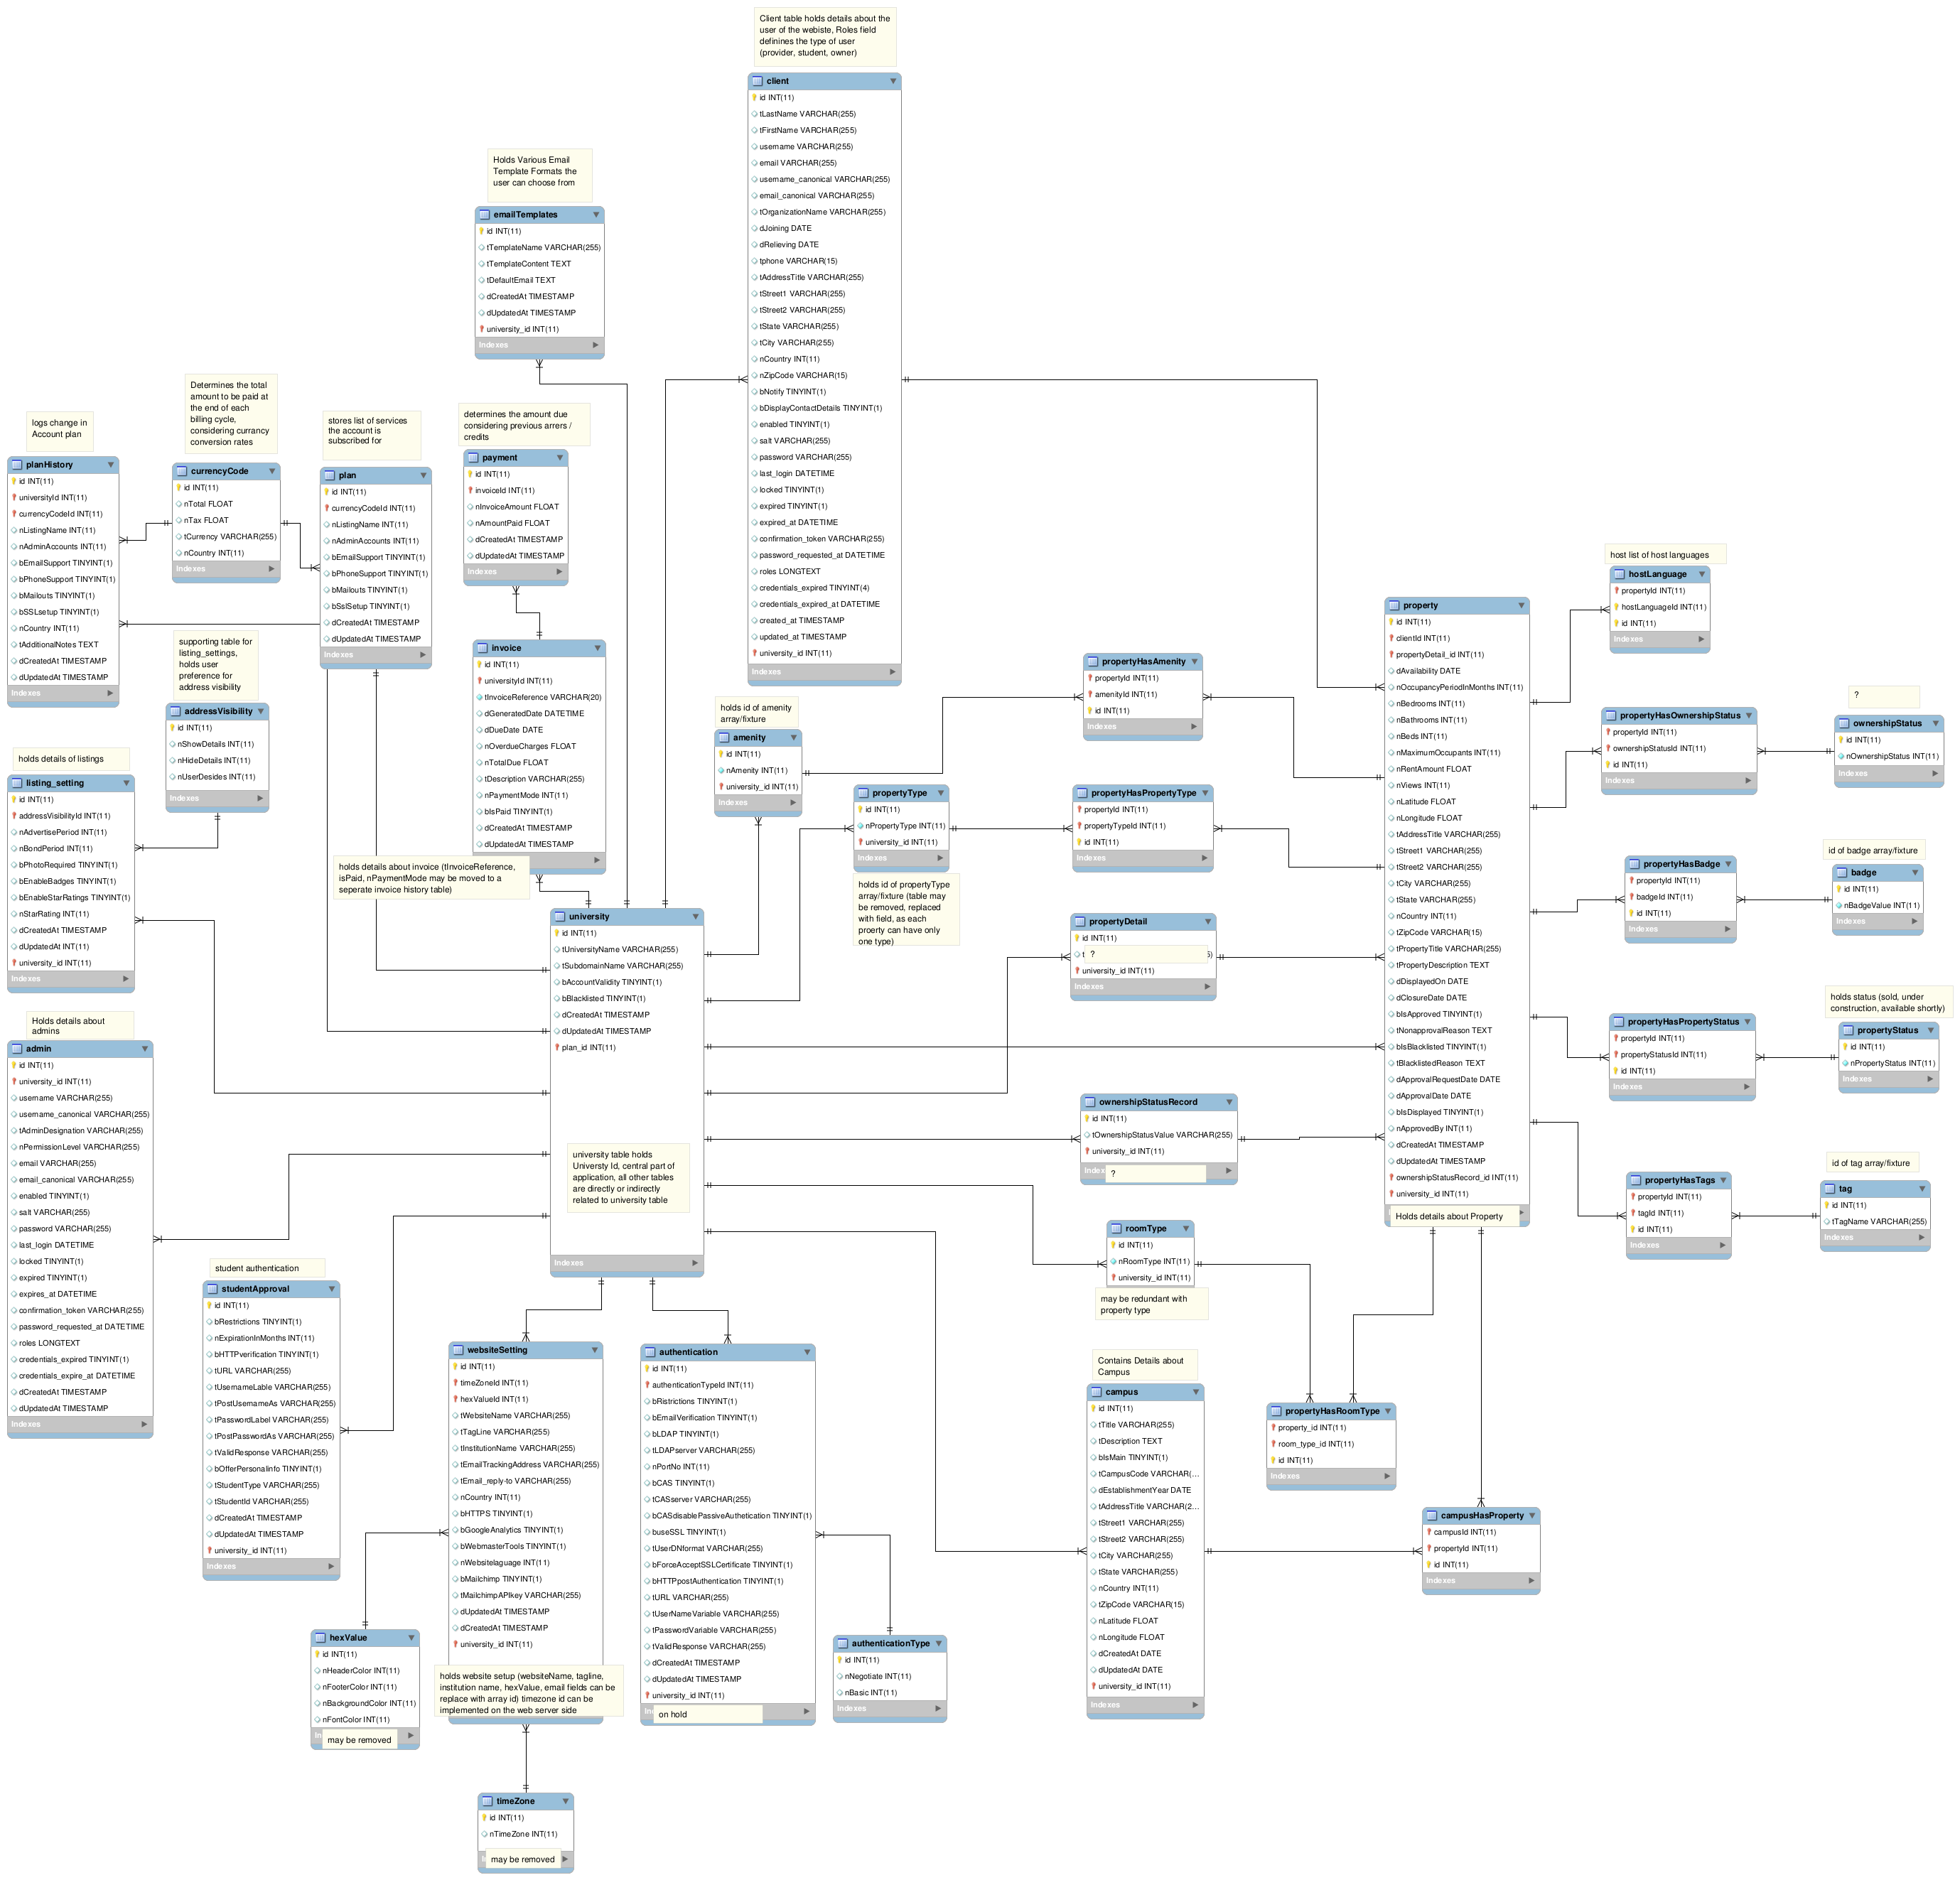 Client table holds details about the
user of the webiste, Roles field
definines the type of user
(provider, student, owner)
client
id INT(11)
tLastName VARCHAR(255)
tFirstName VARCHAR(255)
username VARCHAR(255)
email VARCHAR(255)
username_canonical VARCHAR(255)
email_canonical VARCHAR(255)
tOrganizationName VARCHAR(255)
dJoining DATE
dRelieving DATE
tphone VARCHAR(15)
tAddressTitle VARCHAR(255)
tStreet1 VARCHAR(255)
tStreet2 VARCHAR(255)
tState VARCHAR(255)
tCity VARCHAR(255)
nCountry INT(11)
nZipCode VARCHAR(15)
bNotify TINYINT(1)
bDisplayContactDetails TINYINT(1)
enabled TINYINT(1)
salt VARCHAR(255)
password VARCHAR(255)
last_login DATETIME
locked TINYINT(1)
expired TINYINT(1)
expired_at DATETIME
confirmation_token VARCHAR(255)
password_requested_at DATETIME
roles LONGTEXT
credentials_expired TINYINT(4)
credentials_expired_at DATETIME
created_at TIMESTAMP
updated_at TIMESTAMP
university_id INT(11)
Indexes
Holds Various Email
Template Formats the
user can choose from
emailTemplates
id INT(11)
tTemplateName VARCHAR(255)
tTemplateContent TEXT
tDefaultEmail TEXT
dCreatedAt TIMESTAMP
dUpdatedAt TIMESTAMP
university_id INT(11)
Indexes
logs change in
Account plan
planHistory
id INT(11)
universityId INT(11)
currencyCodeId INT(11)
nListingName INT(11)
nAdminAccounts INT(11)
bEmailSupport TINYINT(1)
bPhoneSupport TINYINT(1)
bMailouts TINYINT(1)
bSSLsetup TINYINT(1)
nCountry INT(11)
tAdditionalNotes TEXT
dCreatedAt TIMESTAMP
dUpdatedAt TIMESTAMP
Indexes
Determines the total
amount to be paid at
the end of each
billing cycle,
considering currancy
conversion rates
currencyCode
id INT(11)
nTotal FLOAT
nTax FLOAT
tCurrency VARCHAR(255)
nCountry INT(11)
Indexes
stores list of services
the account is
subscribed for
plan
id INT(11)
currencyCodeId INT(11)
nListingName INT(11)
nAdminAccounts INT(11)
bEmailSupport TINYINT(1)
bPhoneSupport TINYINT(1)
bMailouts TINYINT(1)
bSslSetup TINYINT(1)
dCreatedAt TIMESTAMP
dUpdatedAt TIMESTAMP
Indexes
determines the amount due
considering previous arrers /
credits
payment
id INT(11)
invoiceId INT(11)
nInvoiceAmount FLOAT
nAmountPaid FLOAT
dCreatedAt TIMESTAMP
dUpdatedAt TIMESTAMP
Indexes
supporting table for
listing_settings,
holds user
preference for
address visibility
addressVisibility
id INT(11)
nShowDetails INT(11)
nHideDetails INT(11)
nUserDesides INT(11)
Indexes
invoice
id INT(11)
universityId INT(11)
tInvoiceReference VARCHAR(20)
dGeneratedDate DATETIME
dDueDate DATE
nOverdueCharges FLOAT
nTotalDue FLOAT
tDescription VARCHAR(255)
nPaymentMode INT(11)
bIsPaid TINYINT(1)
dCreatedAt TIMESTAMP
dUpdatedAt TIMESTAMP
holds details about invoice (tInvoiceReference,
isPaid, nPaymentMode may be moved to a
seperate invoice history table)
holds details of listings
listing_setting
id INT(11)
addressVisibilityId INT(11)
nAdvertisePeriod INT(11)
nBondPeriod INT(11)
bPhotoRequired TINYINT(1)
bEnableBadges TINYINT(1)
bEnableStarRatings TINYINT(1)
nStarRating INT(11)
dCreatedAt TIMESTAMP
dUpdatedAt INT(11)
university_id INT(11)
Indexes
Holds details about
admins
admin
id INT(11)
university_id INT(11)
username VARCHAR(255)
username_canonical VARCHAR(255)
tAdminDesignation VARCHAR(255)
nPermissionLevel VARCHAR(255)
email VARCHAR(255)
email_canonical VARCHAR(255)
enabled TINYINT(1)
salt VARCHAR(255)
password VARCHAR(255)
last_login DATETIME
locked TINYINT(1)
expired TINYINT(1)
expires_at DATETIME
confirmation_token VARCHAR(255)
password_requested_at DATETIME
roles LONGTEXT
credentials_expired TINYINT(1)
credentials_expire_at DATETIME
dCreatedAt TIMESTAMP
dUpdatedAt TIMESTAMP
Indexes
university
id INT(11)
tUniversityName VARCHAR(255)
tSubdomainName VARCHAR(255)
bAccountValidity TINYINT(1)
bBlacklisted TINYINT(1)
dCreatedAt TIMESTAMP
dUpdatedAt TIMESTAMP
plan_id INT(11)
university table holds
Universty Id, central part of
application, all other tables
are directly or indirectly
related to university table
Indexes
holds id of amenity
array/fixture
amenity
id INT(11)
nAmenity INT(11)
university_id INT(11)
Indexes
propertyHasAmenity
propertyId INT(11)
amenityId INT(11)
id INT(11)
Indexes
propertyType
id INT(11)
nPropertyType INT(11)
university_id INT(11)
Indexes
holds id of propertyType
array/fixture (table may
be removed, replaced
with field, as each
proerty can have only
one type)
propertyHasPropertyType
propertyId INT(11)
propertyTypeId INT(11)
id INT(11)
Indexes
propertyDetail
id INT(11)
?
university_id INT(11)
Indexes
property
id INT(11)
clientId INT(11)
propertyDetail_id INT(11)
dAvailability DATE
nOccupancyPeriodInMonths INT(11)
nBedrooms INT(11)
nBathrooms INT(11)
nBeds INT(11)
nMaximumOccupants INT(11)
nRentAmount FLOAT
nViews INT(11)
nLatitude FLOAT
nLongitude FLOAT
tAddressTitle VARCHAR(255)
tStreet1 VARCHAR(255)
tStreet2 VARCHAR(255)
tCity VARCHAR(255)
tState VARCHAR(255)
nCountry INT(11)
tZipCode VARCHAR(15)
tPropertyTitle VARCHAR(255)
tPropertyDescription TEXT
dDisplayedOn DATE
dClosureDate DATE
bIsApproved TINYINT(1)
tNonapprovalReason TEXT
bIsBlacklisted TINYINT(1)
tBlacklistedReason TEXT
dApprovalRequestDate DATE
dApprovalDate DATE
bIsDisplayed TINYINT(1)
nApprovedBy INT(11)
dCreatedAt TIMESTAMP
dUpdatedAt TIMESTAMP
ownershipStatusRecord_id INT(11)
university_id INT(11)
Holds details about Property
host list of host languages
hostLanguage
propertyId INT(11)
hostLanguageId INT(11)
id INT(11)
Indexes
propertyHasOwnershipStatus
propertyId INT(11)
ownershipStatusId INT(11)
id INT(11)
Indexes
?
ownershipStatus
id INT(11)
nOwnershipStatus INT(11)
Indexes
propertyHasBadge
propertyId INT(11)
badgeId INT(11)
id INT(11)
Indexes
id of badge array/fixture
badge
id INT(11)
nBadgeValue INT(11)
Indexes
propertyHasPropertyStatus
propertyId INT(11)
propertyStatusId INT(11)
id INT(11)
Indexes
holds status (sold, under
construction, available shortly)
propertyStatus
id INT(11)
nPropertyStatus INT(11)
Indexes
propertyHasTags
propertyId INT(11)
tagId INT(11)
id INT(11)
Indexes
id of tag array/fixture
tag
id INT(11)
tTagName VARCHAR(255)
Indexes
ownershipStatusRecord
id INT(11)
tOwnershipStatusValue VARCHAR(255)
university_id INT(11)
?
roomType
id INT(11)
nRoomType INT(11)
university_id INT(11)
may be redundant with
property type
Contains Details about
Campus
campus
id INT(11)
tTitle VARCHAR(255)
tDescription TEXT
bIsMain TINYINT(1)
tCampusCode VARCHAR(...
dEstablishmentYear DATE
tAddressTitle VARCHAR(2...
tStreet1 VARCHAR(255)
tStreet2 VARCHAR(255)
tCity VARCHAR(255)
tState VARCHAR(255)
nCountry INT(11)
tZipCode VARCHAR(15)
nLatitude FLOAT
nLongitude FLOAT
dCreatedAt DATE
dUpdatedAt DATE
university_id INT(11)
Indexes
propertyHasRoomType
property_id INT(11)
room_type_id INT(11)
id INT(11)
Indexes
campusHasProperty
campusId INT(11)
propertyId INT(11)
id INT(11)
Indexes
student authentication
studentApproval
id INT(11)
bRestrictions TINYINT(1)
nExpirationInMonths INT(11)
bHTTPverification TINYINT(1)
tURL VARCHAR(255)
tUsernameLable VARCHAR(255)
tPostUsernameAs VARCHAR(255)
tPasswordLabel VARCHAR(255)
tPostPasswordAs VARCHAR(255)
tValidResponse VARCHAR(255)
bOfferPersonalinfo TINYINT(1)
tStudentType VARCHAR(255)
tStudentId VARCHAR(255)
dCreatedAt TIMESTAMP
dUpdatedAt TIMESTAMP
university_id INT(11)
Indexes
websiteSetting
id INT(11)
timeZoneId INT(11)
hexValueId INT(11)
tWebsiteName VARCHAR(255)
tTagLine VARCHAR(255)
tInstitutionName VARCHAR(255)
tEmailTrackingAddress VARCHAR(255)
tEmail_reply-to VARCHAR(255)
nCountry INT(11)
bHTTPS TINYINT(1)
bGoogleAnalytics TINYINT(1)
bWebmasterTools TINYINT(1)
nWebsitelaguage INT(11)
bMailchimp TINYINT(1)
tMailchimpAPIkey VARCHAR(255)
dUpdatedAt TIMESTAMP
dCreatedAt TIMESTAMP
university_id INT(11)
holds website setup (websiteName, tagline,
institution name, hexValue, email fields can be
replace with array id) timezone id can be
implemented on the web server side
authentication
id INT(11)
authenticationTypeId INT(11)
bRistrictions TINYINT(1)
bEmailVerification TINYINT(1)
bLDAP TINYINT(1)
tLDAPserver VARCHAR(255)
nPortNo INT(11)
bCAS TINYINT(1)
tCASserver VARCHAR(255)
bCASdisablePassiveAuthetication TINYINT(1)
buseSSL TINYINT(1)
tUserDNformat VARCHAR(255)
bForceAcceptSSLCertificate TINYINT(1)
bHTTPpostAuthentication TINYINT(1)
tURL VARCHAR(255)
tUserNameVariable VARCHAR(255)
tPasswordVariable VARCHAR(255)
tValidResponse VARCHAR(255)
dCreatedAt TIMESTAMP
dUpdatedAt TIMESTAMP
university_id INT(11)
on hold
authenticationType
id INT(11)
nNegotiate INT(11)
nBasic INT(11)
Indexes
hexValue
id INT(11)
nHeaderColor INT(11)
nFooterColor INT(11)
nBackgroundColor INT(11)
nFontColor INT(11)
may be removed
timeZone
id INT(11)
nTimeZone INT(11)
may be removed